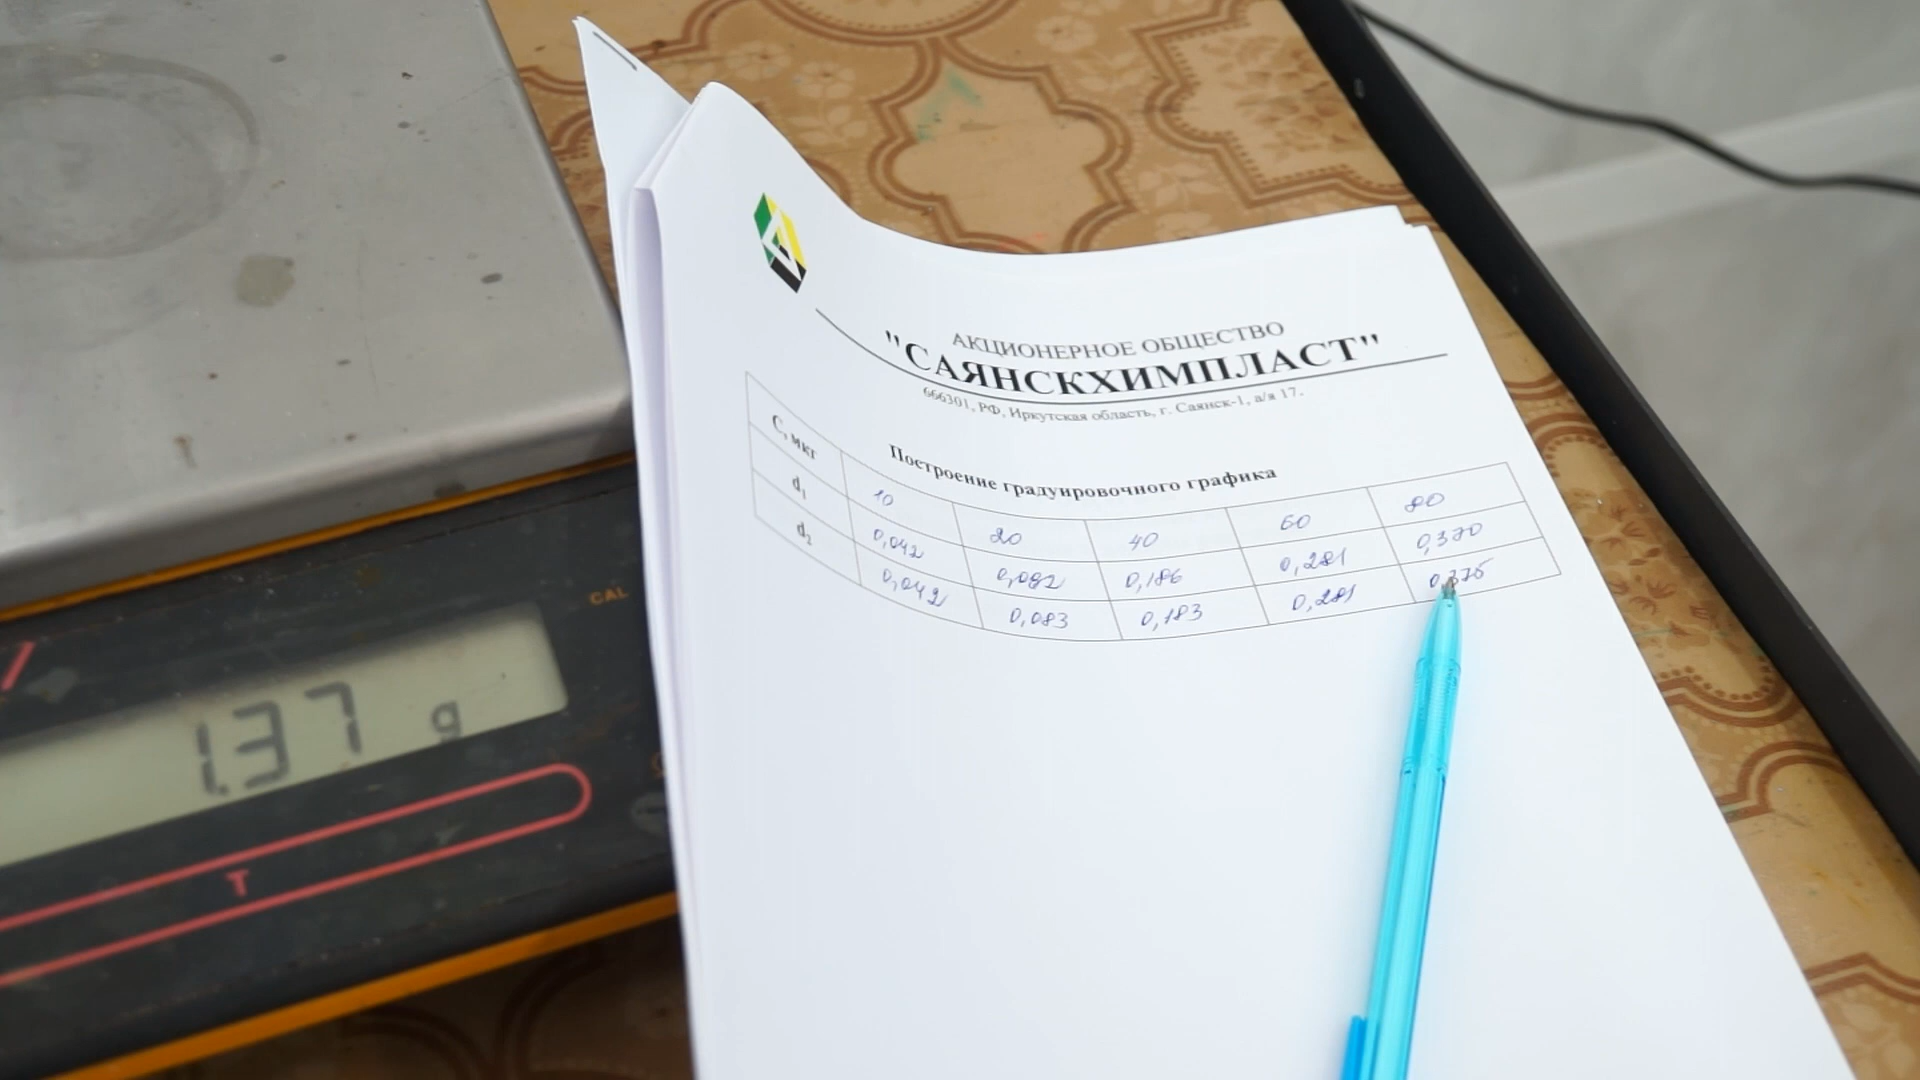 АКЦИОНЕРНОЕ ОБЩЕСТВО
"САЯНСКХИМПЛАСТ"
666301, РФ, Иркутская область, г. Саянск-1, а/я 17.
Построение градуировочного графика
С, мкг 10 20 40 60 80
d₁ 0,042 0,082 0,186 0,281 0,370
d₂ 0,042 0,083 0,183 0,281 0,375
CAL
1.37 g
T